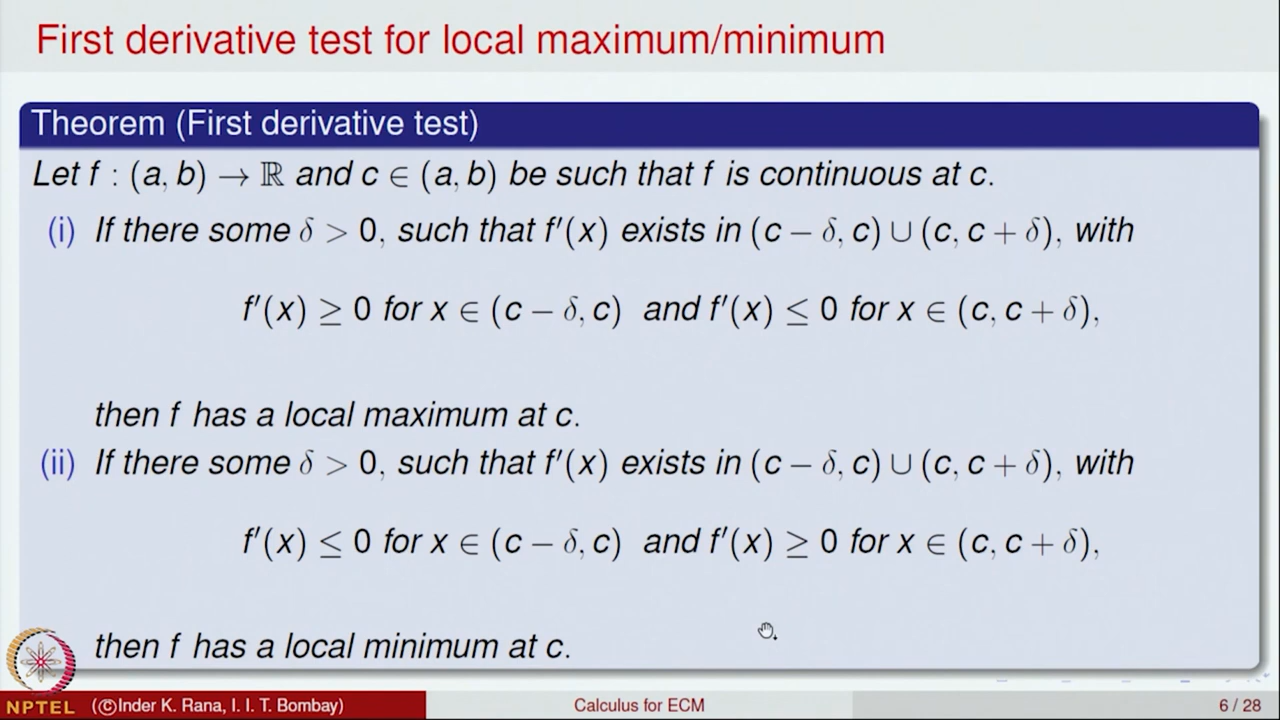 First derivative test for local maximum/minimum
Theorem (First derivative test)
Let f : (a, b) → ℝ and c ∈ (a, b) be such that f is continuous at c.
(i) If there some δ > 0, such that f′(x) exists in (c − δ, c) ∪ (c, c + δ), with
f′(x) ≥ 0 for x ∈ (c − δ, c) and f′(x) ≤ 0 for x ∈ (c, c + δ),
then f has a local maximum at c.
(ii) If there some δ > 0, such that f′(x) exists in (c − δ, c) ∪ (c, c + δ), with
f′(x) ≤ 0 for x ∈ (c − δ, c) and f′(x) ≥ 0 for x ∈ (c, c + δ),
then f has a local minimum at c.
NPTEL (©Inder K. Rana, I. I. T. Bombay) Calculus for ECM 6 / 28